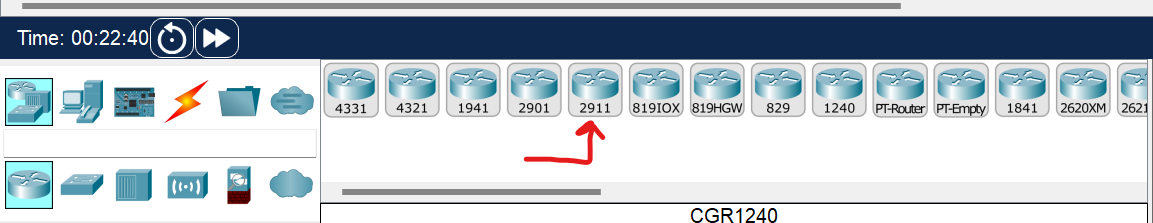 Time: 00:22:40
4331 4321 1941 2901 2911 819IOX 819HGW 829 1240 PT-Router PT-Empty 1841 2620XM 2621
CGR1240